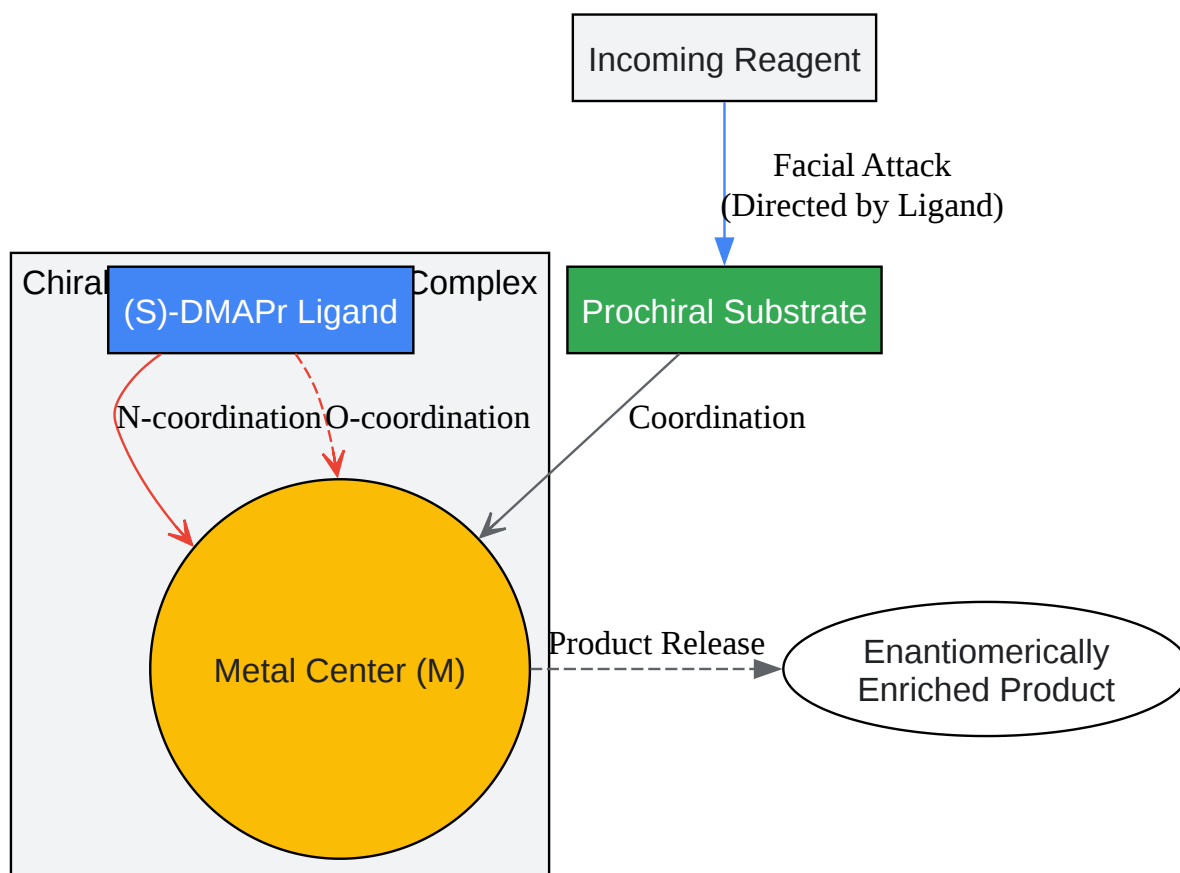 Incoming Reagent
Facial Attack
(Directed by Ligand)
Chiral Complex
(S)-DMAPr Ligand
Prochiral Substrate
N-coordination
O-coordination
Coordination
Metal Center (M)
Product Release
Enantiomerically
Enriched Product